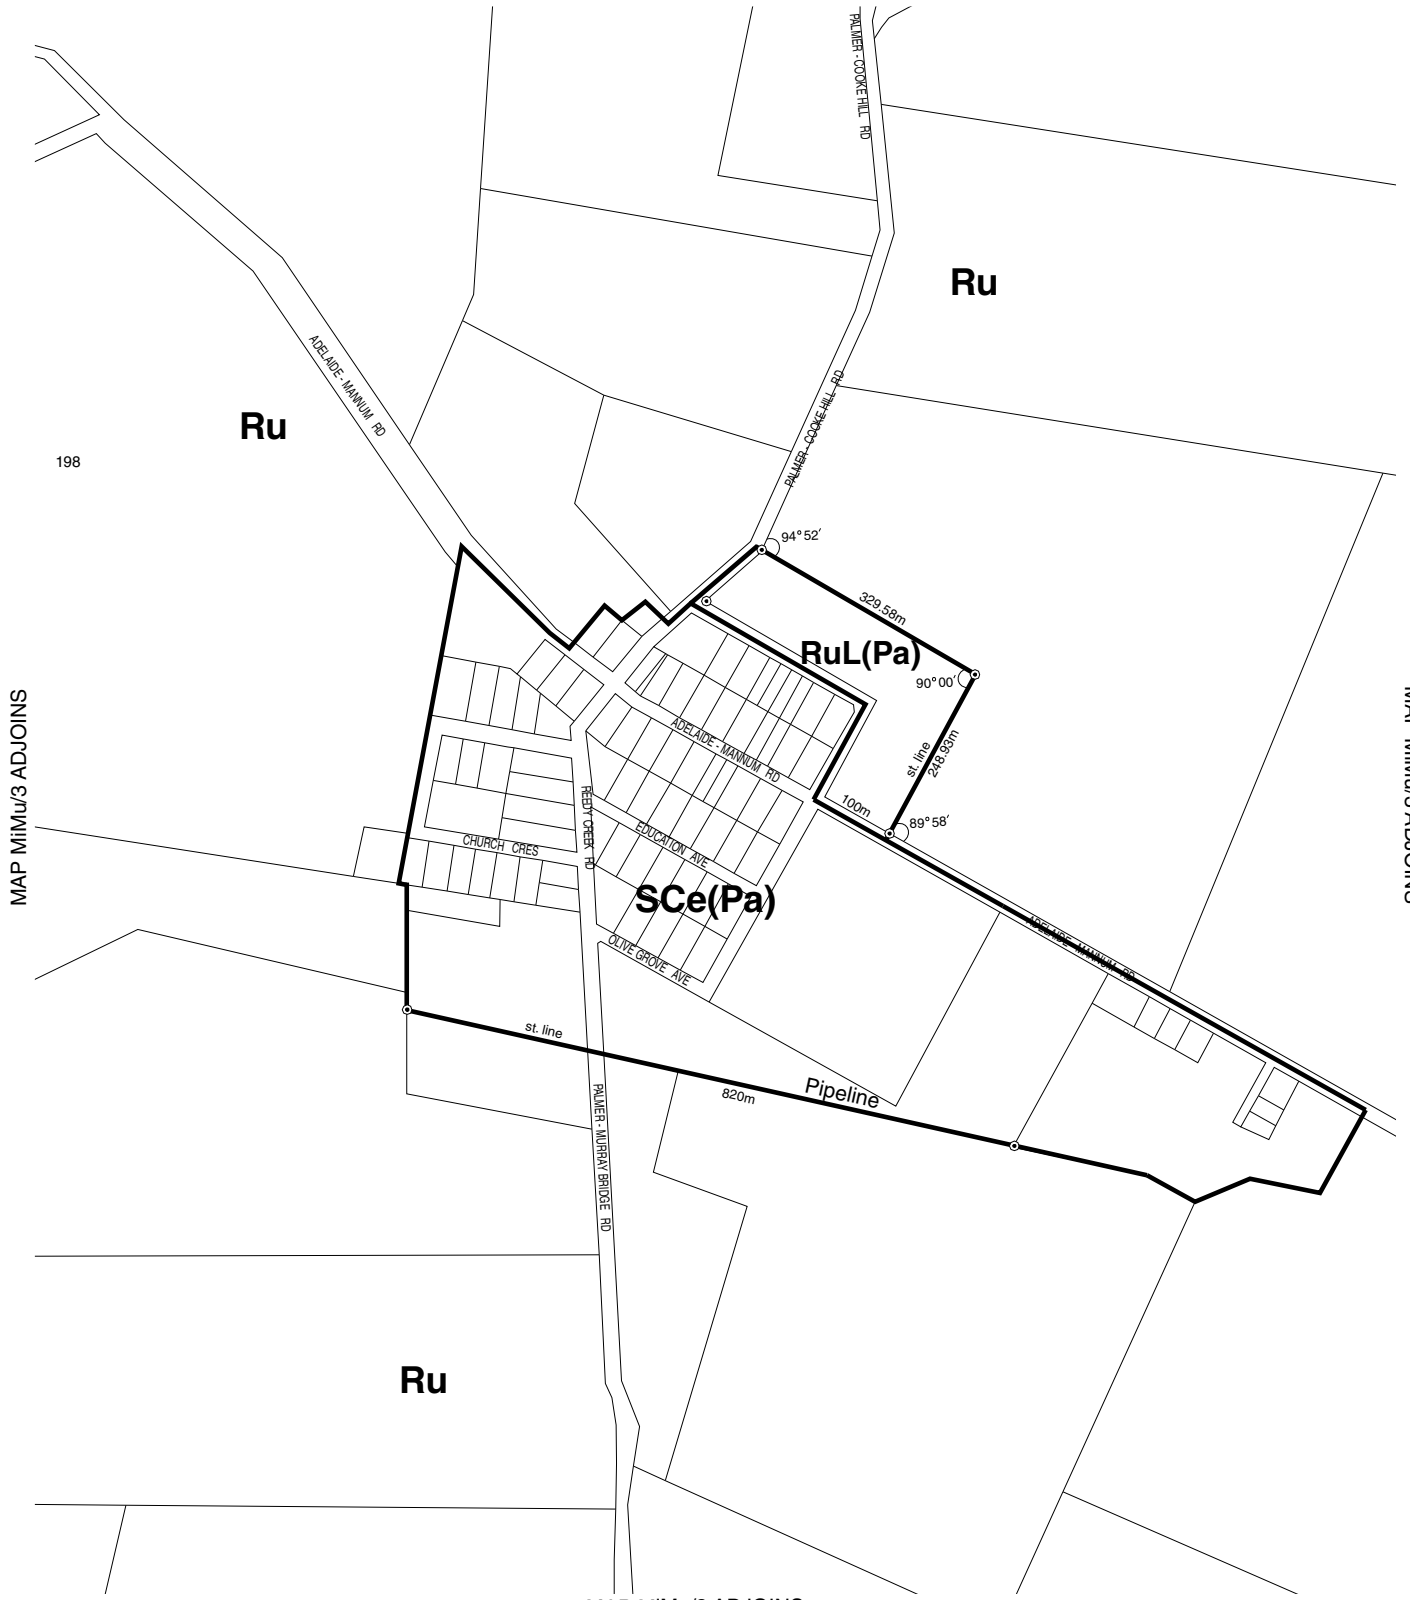 PALMER - COOKE HILL RD
Ru
ADELAIDE - MANNUM RD
PALMER - COOKE HILL RD
Ru
198
94°52'
329.58m
RuL(Pa)
90°00'
MAP MiMu/3 ADJOINS
ADELAIDE - MANNUM RD
st. line
248.93m
REEDY CREEK RD
100m
89°58'
EDUCATION AVE
CHURCH CRES
SCe(Pa)
OLIVE GROVE AVE
ADELAIDE - MANNUM RD
st. line
Pipeline
820m
PALMER - MURRAY BRIDGE RD
Ru